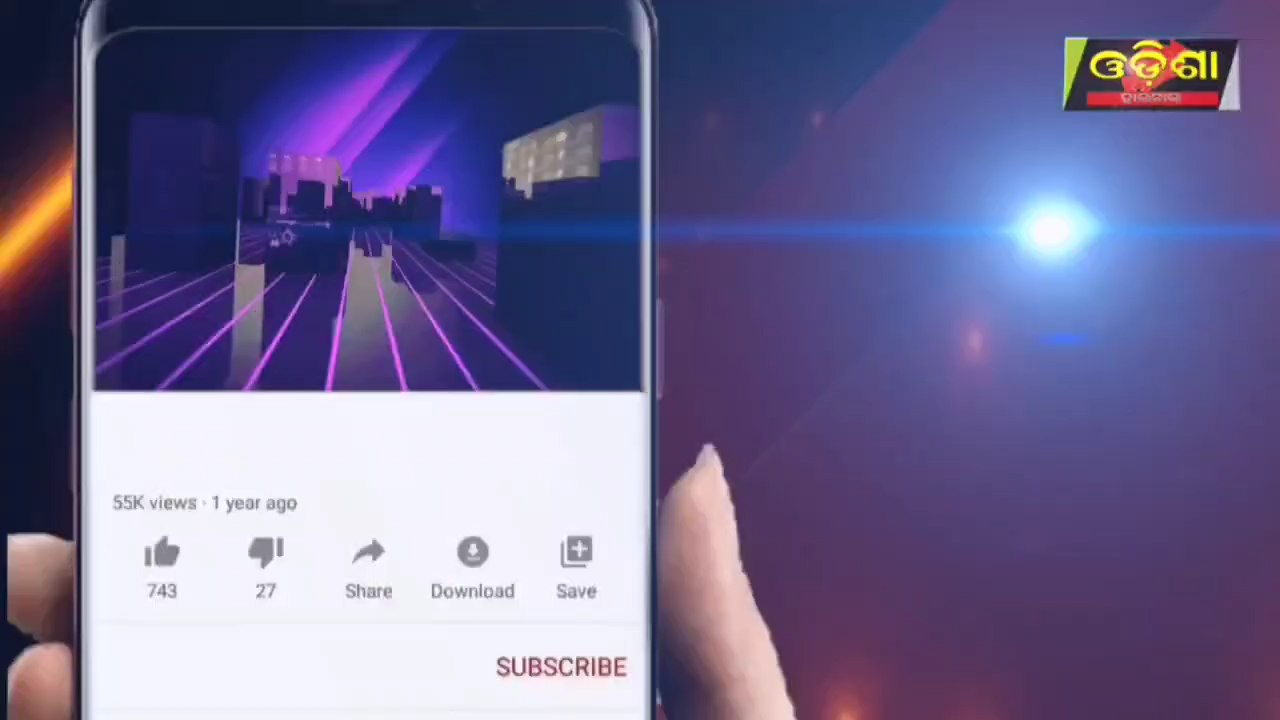 ଓଡ଼ିଶା
55K views · 1 year ago
743
27
Share
Download
Save
SUBSCRIBE